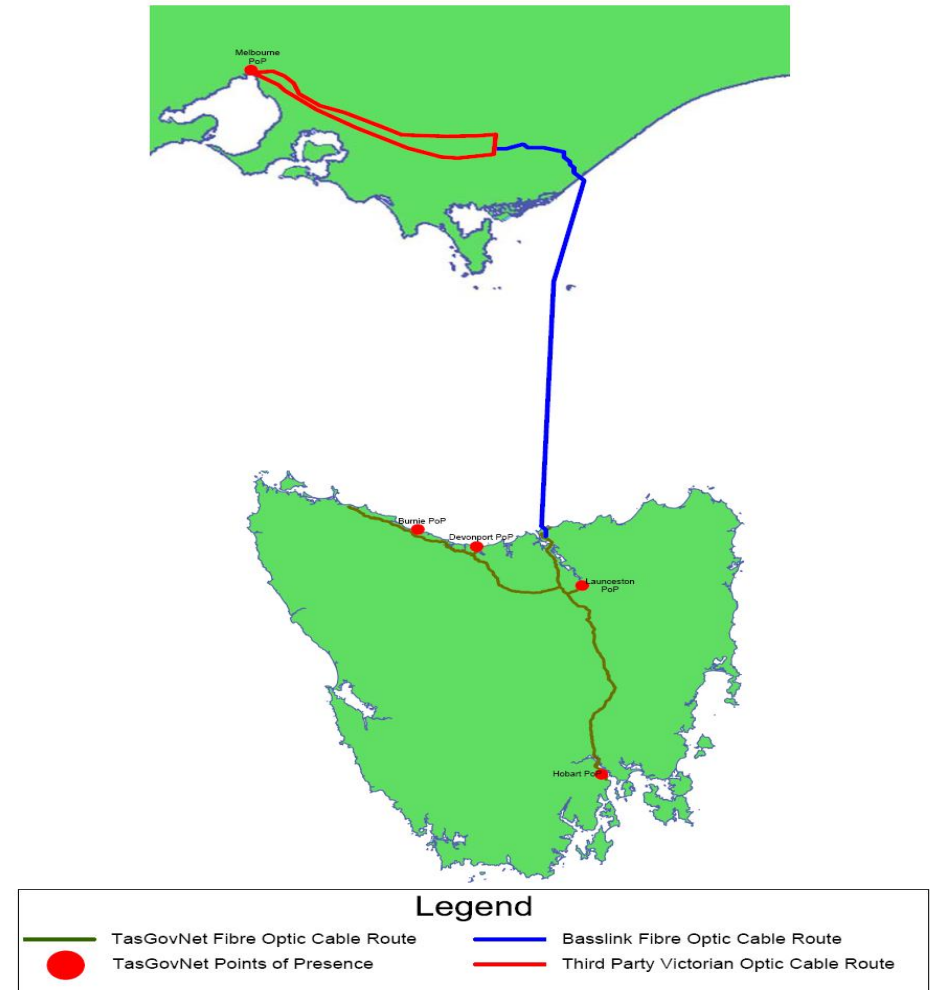 Melbourne
PoP
Burnie PoP
Devonport PoP
Launceston
PoP
Hobart PoP
Legend
TasGovNet Fibre Optic Cable Route
Basslink Fibre Optic Cable Route
TasGovNet Points of Presence
Third Party Victorian Optic Cable Route